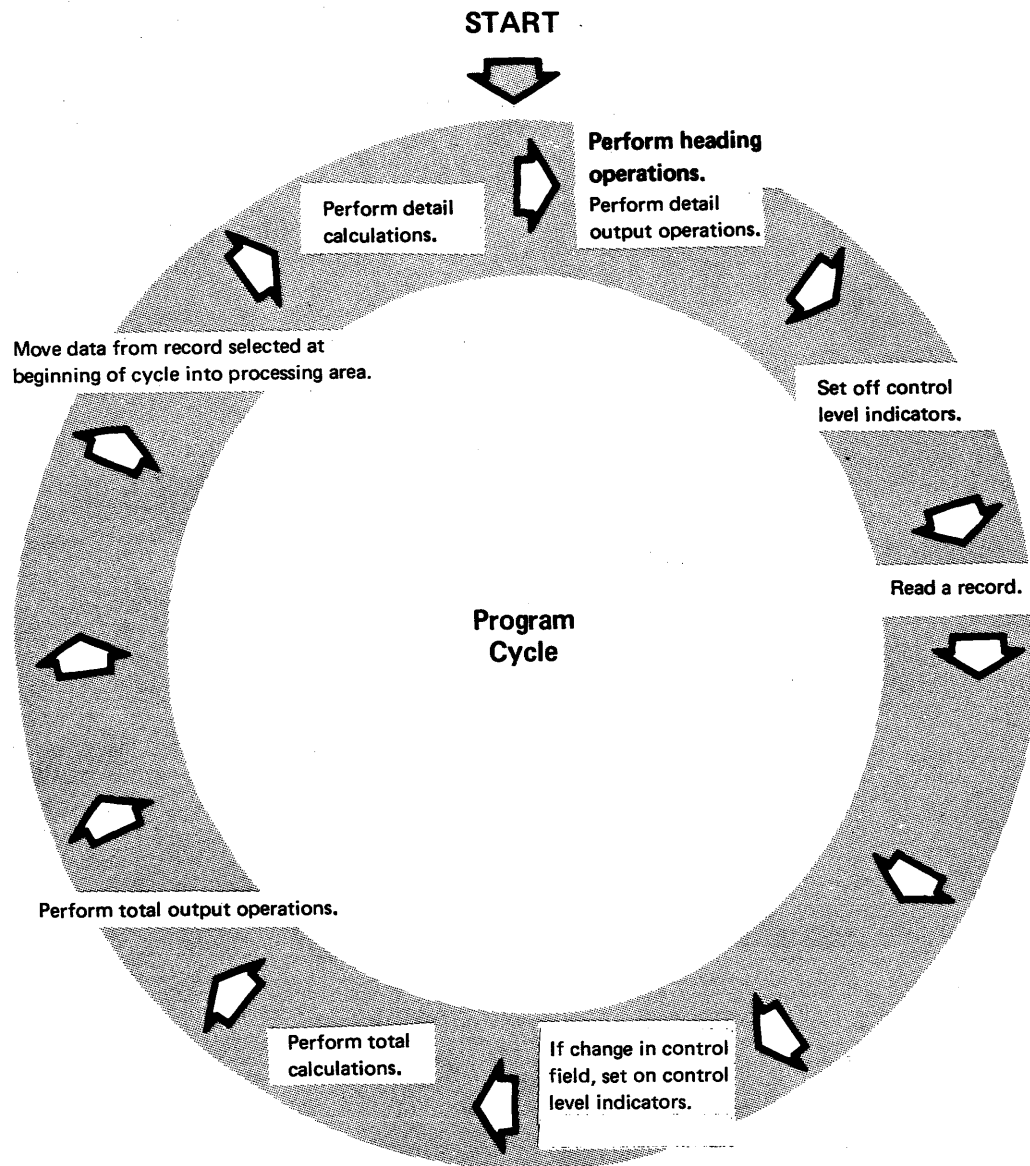 START
Perform heading
operations.
Perform detail
output operations.
Set off control
level indicators.
Read a record.
If change in control
field, set on control
level indicators.
Perform total
calculations.
Perform total output operations.
Move data from record selected at
beginning of cycle into processing area.
Perform detail
calculations.
Program
Cycle